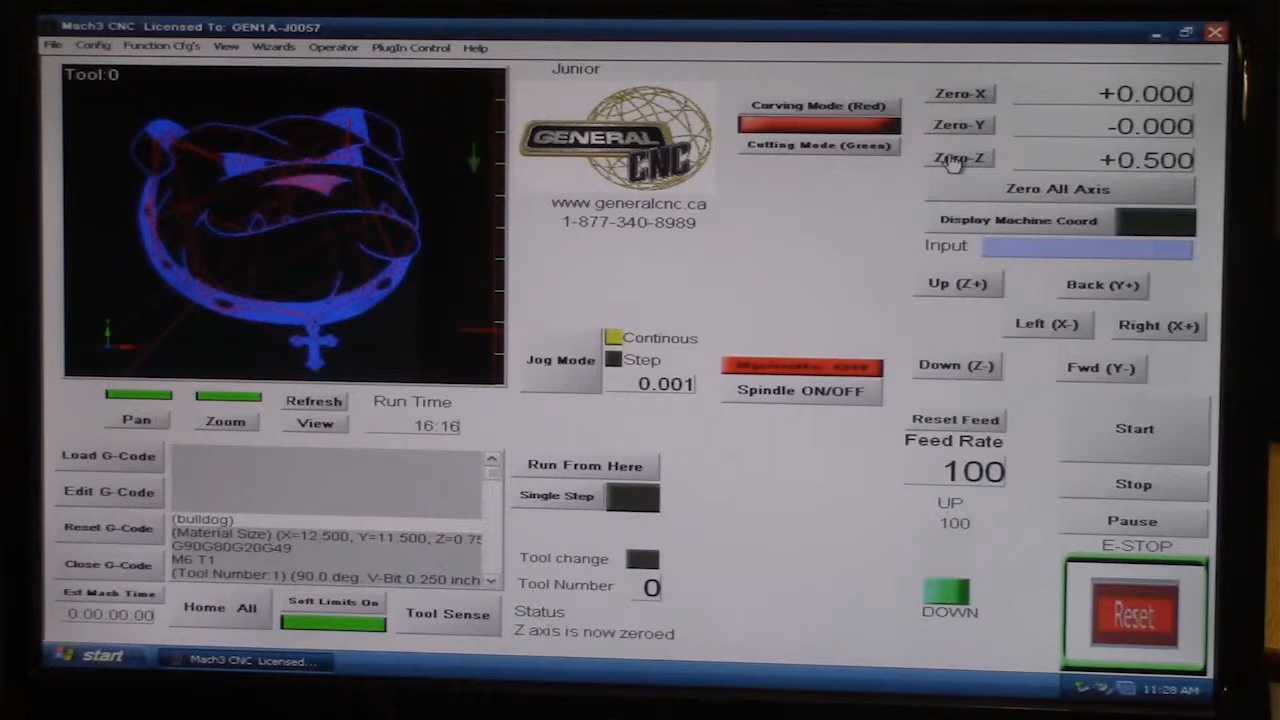 Mach3 CNC Licensed To: GEN1A-J0057
File Config Function Cfg's View Wizards Operator PlugIn Control Help
Tool:0
Junior
GENERAL
CNC
www.generalcnc.ca
1-877-340-8989
Carving Mode (Red)
Cutting Mode (Green)
Zero-X +0.000
Zero-Y -0.000
Zero-Z +0.500
Zero All Axis
Display Machine Coord
Input
Up (Z+)
Back (Y+)
Left (X-)
Right (X+)
Down (Z-)
Fwd (Y-)
Jog Mode
Continous
Step
0.001
Spindle OFF
Spindle ON/OFF
Pan
Zoom
Refresh
View
Run Time
16:16
Reset Feed
Feed Rate
100
UP
100
DOWN
Start
Stop
Pause
E-STOP
Reset
Load G-Code
Edit G-Code
Reset G-Code
Close G-Code
(bulldog)
(Material Size) (X=12.500, Y=11.500, Z=0.75
G90G80G20G49
M6 T1
(Tool Number:1) (90.0 deg. V-Bit 0.250 inch
Run From Here
Single Step
Tool change
Tool Number 0
Status
Z axis is now zeroed
Est Mach Time
0:00:00:00
Home All
Soft Limits On
Tool Sense
start
Mach3 CNC Licensed...
11:28 AM